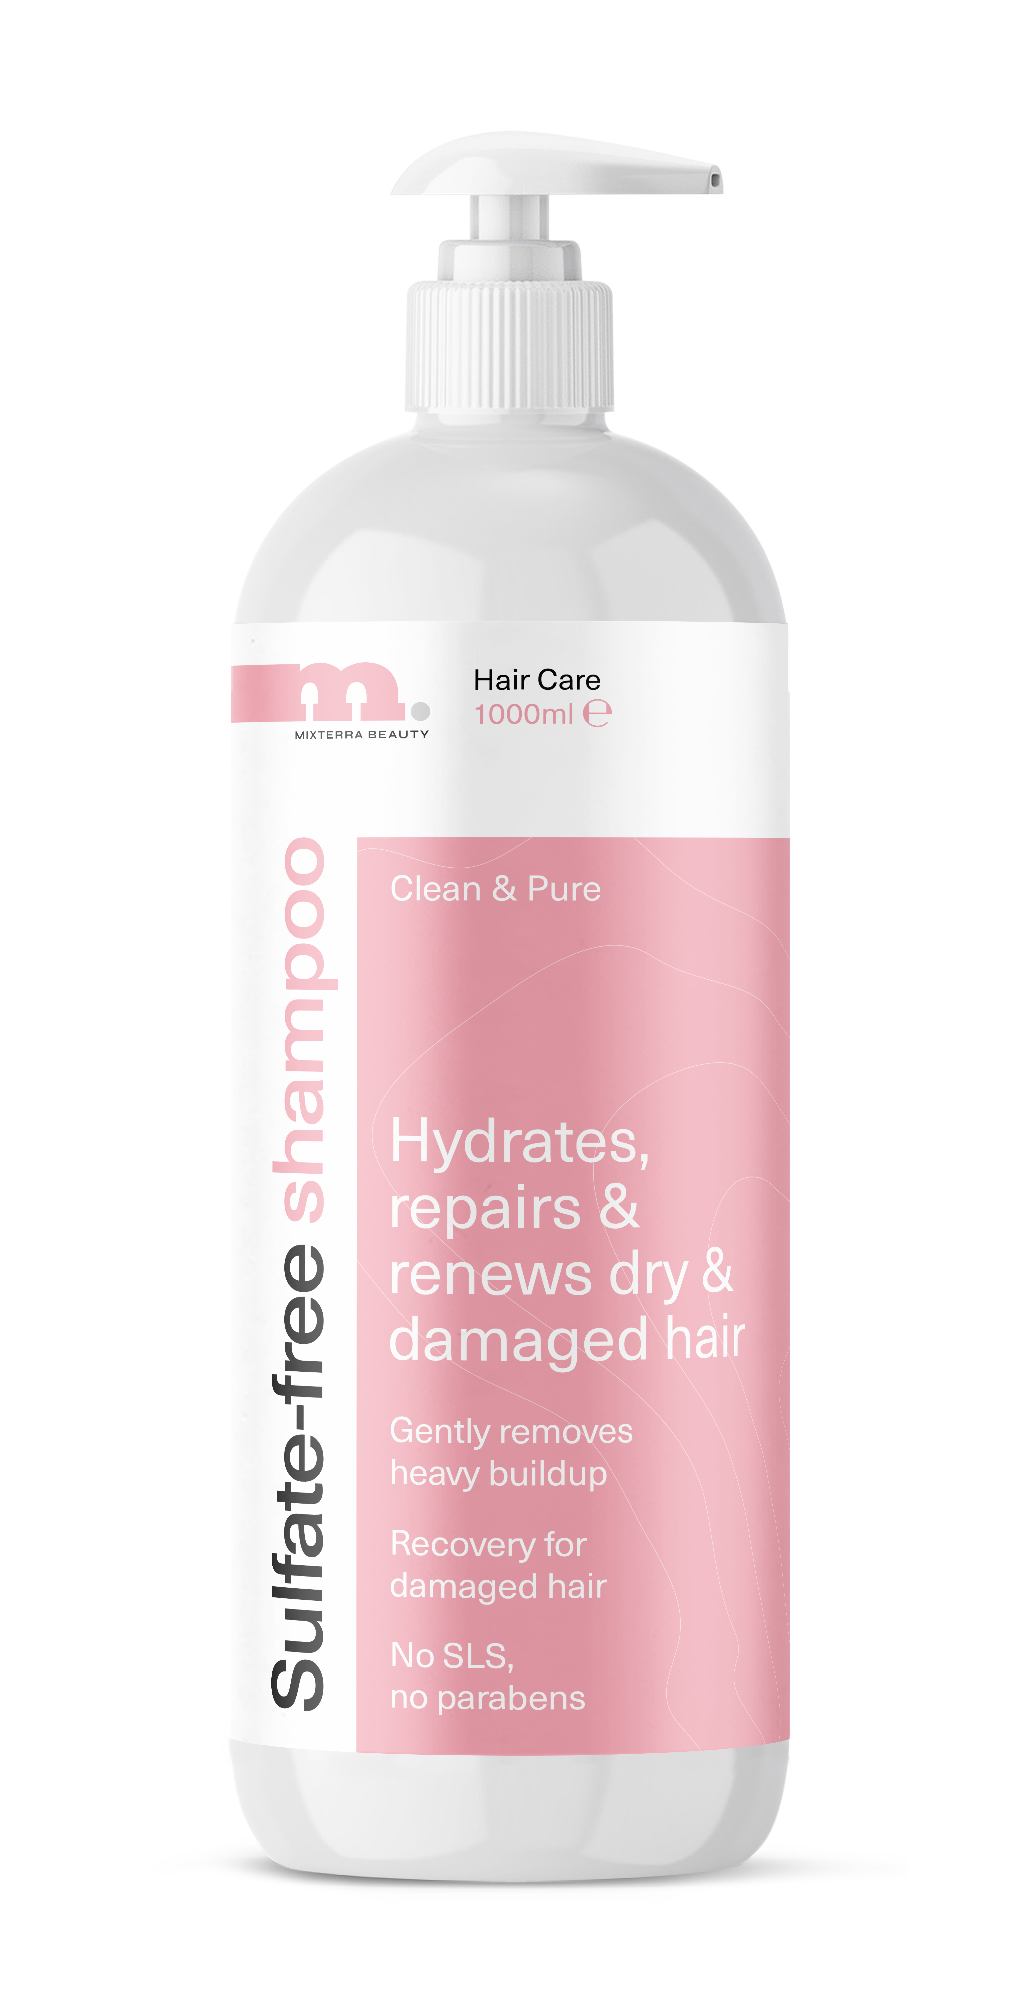 m.
MIXTERRA BEAUTY
Hair Care
1000ml ℮
Sulfate-free shampoo
Clean & Pure
Hydrates,
repairs &
renews dry &
damaged hair
Gently removes
heavy buildup
Recovery for
damaged hair
No SLS,
no parabens